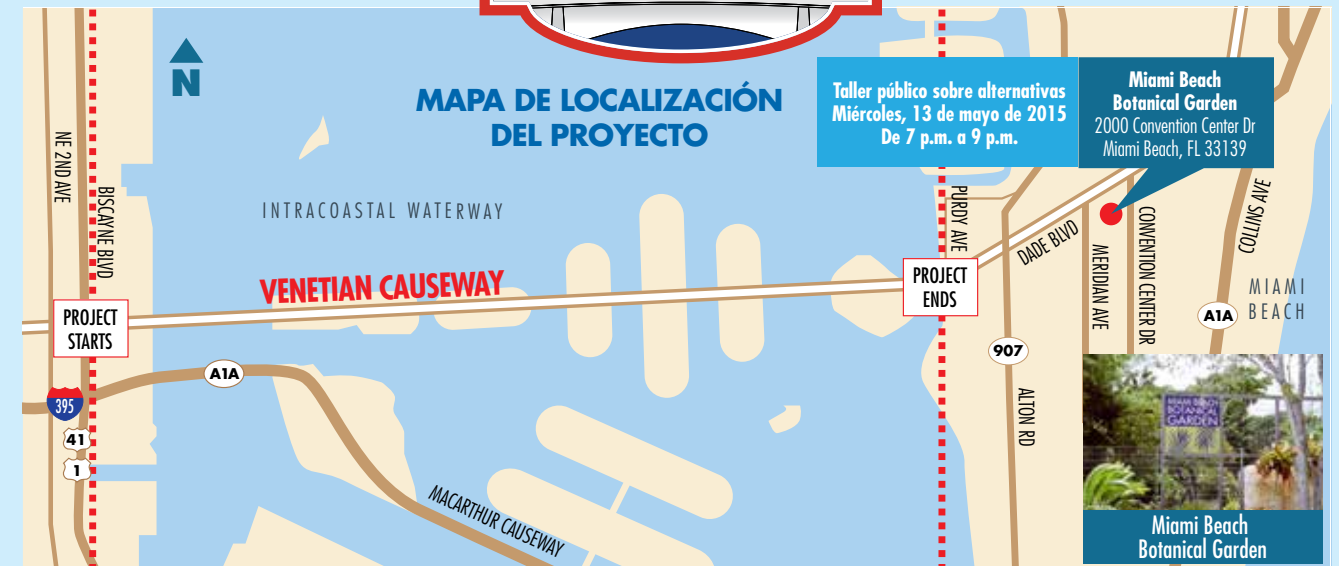 N
MAPA DE LOCALIZACIÓN
DEL PROYECTO
Taller público sobre alternativas
Miércoles, 13 de mayo de 2015
De 7 p.m. a 9 p.m.
Miami Beach
Botanical Garden
2000 Convention Center Dr
Miami Beach, FL 33139
NE 2ND AVE
BISCAYNE BLVD
INTRACOASTAL WATERWAY
VENETIAN CAUSEWAY
PROJECT
STARTS
PROJECT
ENDS
PURDY AVE
DADE BLVD
MERIDIAN AVE
CONVENTION CENTER DR
COLLINS AVE
MIAMI
BEACH
A1A
907
ALTON RD
A1A
395
41
1
MACARTHUR CAUSEWAY
MIAMI BEACH
BOTANICAL
GARDEN
Miami Beach
Botanical Garden